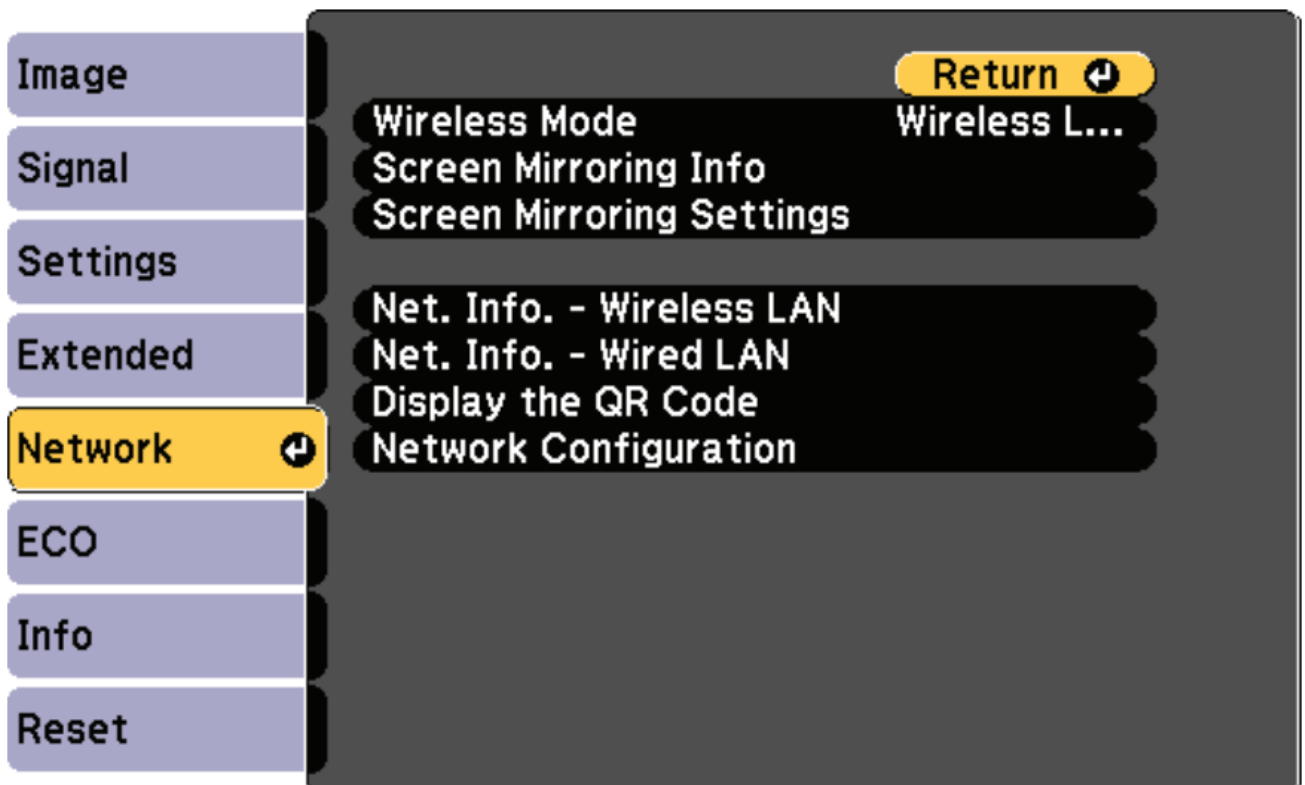 Image
Signal
Settings
Extended
Network
ECO
Info
Reset
Return
Wireless Mode Wireless L...
Screen Mirroring Info
Screen Mirroring Settings
Net. Info. - Wireless LAN
Net. Info. - Wired LAN
Display the QR Code
Network Configuration